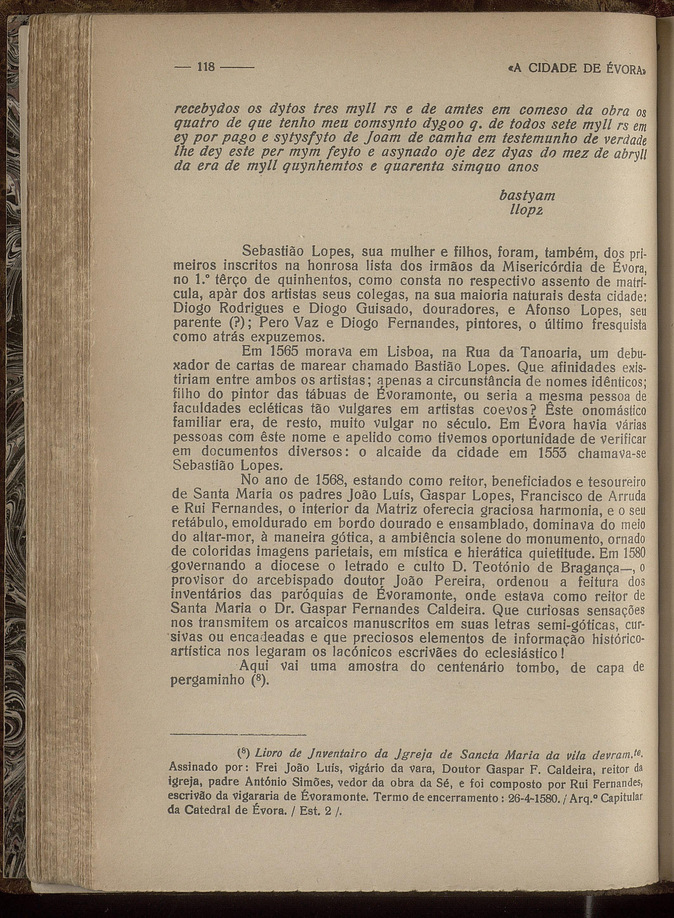 — 118 —— «A CIDADE DE ÉVORA»
recebydos os dytos tres myll rs e de amtes em comeso da obra os
quatro de que tenho meu comsynto dygoo q. de todos sete myll rs em
ey por pago e sytysfyto de Joam de camha em testemunho de verdade
lhe dey este per mym feyto e asynado oje dez dyas do mez de abryll
da era de myll quynhemtos e quarenta simquo anos
bastyam
llopz
Sebastião Lopes, sua mulher e filhos, foram, também, dos pri-
meiros inscritos na honrosa lista dos irmãos da Misericórdia de Évora,
no 1.º têrço de quinhentos, como consta no respectivo assento de matrí-
cula, apàr dos artistas seus colegas, na sua maioria naturais desta cidade:
Diogo Rodrigues e Diogo Guisado, douradores, e Afonso Lopes, seu
parente (?); Pero Vaz e Diogo Fernandes, pintores, o último fresquista
como atrás expuzemos.
Em 1565 morava em Lisboa, na Rua da Tanoaria, um debu-
xador de cartas de marear chamado Bastião Lopes. Que afinidades exis-
tiriam entre ambos os artistas; apenas a circunstância de nomes idênticos;
filho do pintor das tábuas de Évoramonte, ou seria a mesma pessoa de
faculdades ecléticas tão vulgares em artistas coevos? Êste onomástico
familiar era, de resto, muito vulgar no século. Em Évora havia várias
pessoas com êste nome e apelido como tivemos oportunidade de verificar
em documentos diversos: o alcaide da cidade em 1553 chamava-se
Sebastião Lopes.
No ano de 1568, estando como reitor, beneficiados e tesoureiro
de Santa Maria os padres João Luís, Gaspar Lopes, Francisco de Arruda
e Rui Fernandes, o interior da Matriz oferecia graciosa harmonia, e o seu
retábulo, emoldurado em bordo dourado e ensamblado, dominava do meio
do altar-mor, à maneira gótica, a ambiência solene do monumento, ornado
de coloridas imagens parietais, em mística e hierática quietitude. Em 1580
governando a diocese o letrado e culto D. Teotónio de Bragança—, o
provisor do arcebispado doutor João Pereira, ordenou a feitura dos
inventários das paróquias de Évoramonte, onde estava como reitor de
Santa Maria o Dr. Gaspar Fernandes Caldeira. Que curiosas sensações
nos transmitem os arcaicos manuscritos em suas letras semi-góticas, cur-
sivas ou encadeadas e que preciosos elementos de informação histórico-
artística nos legaram os lacónicos escrivães do eclesiástico!
Aqui vai uma amostra do centenário tombo, de capa de
pergaminho (⁸).
(⁸) Livro de Jnventairo da Jgreja de Sancta Maria da vila devram.ᵗᵉ.
Assinado por: Frei João Luís, vigário da vara, Doutor Gaspar F. Caldeira, reitor da
igreja, padre António Simões, vedor da obra da Sé, e foi composto por Rui Fernandes,
escrivão da vigararia de Évoramonte. Termo de encerramento: 26-4-1580. / Arq.º Capitular
da Catedral de Évora. / Est. 2 /.